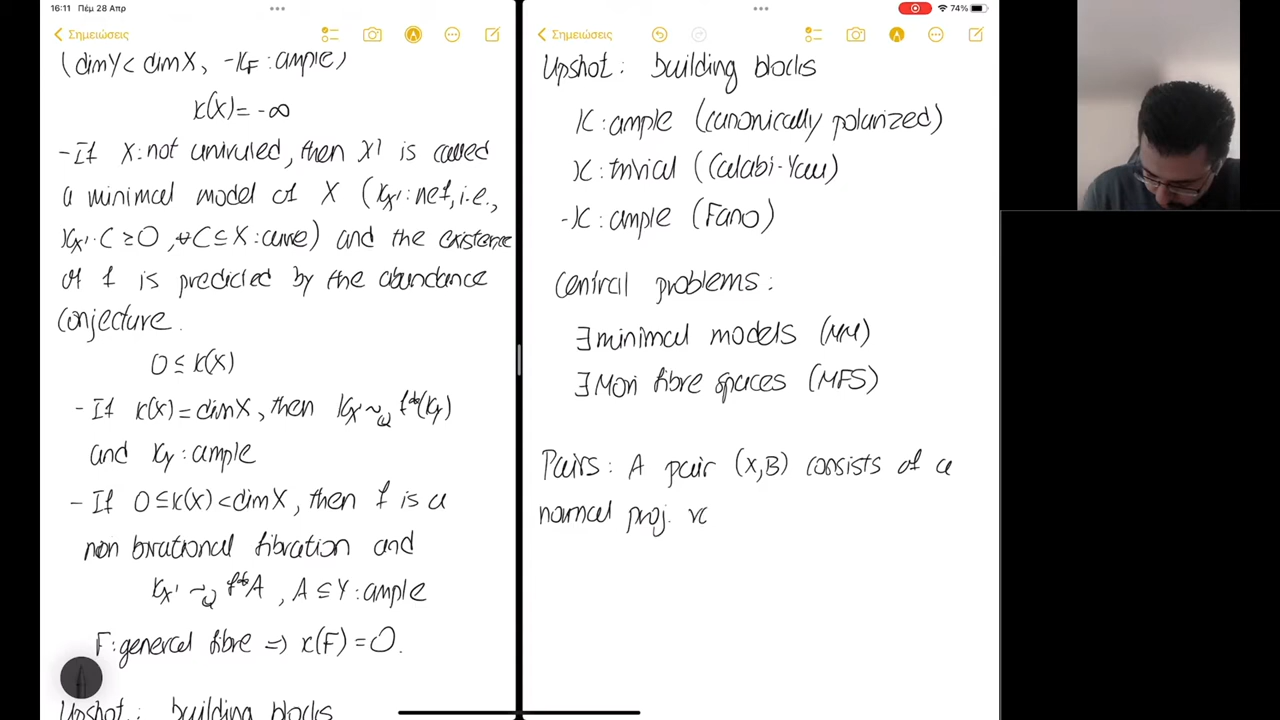 16:11 Πέμ 28 Απρ
74%
Σημειώσεις
(dimY < dimX, -K_F : ample)
κ(X) = -∞
- If X: not uniruled, then X' is called
a minimal model of X (K_X' : nef, i.e.,
K_X' · C ≥ 0, ∀ C ⊆ X : curve) and the existence
of f is predicted by the abundance
conjecture.
0 ≤ κ(X)
- If κ(X) = dimX, then K_X' ~_Q f*(K_Y)
and K_Y : ample
- If 0 ≤ κ(X) < dimX, then f is a
non birational fibration and
K_X' ~_Q f*A, A ⊆ Y : ample
F: general fibre => κ(F) = 0.
Upshot: building blocks
Σημειώσεις
Upshot: building blocks
K: ample (canonically polarized)
K: trivial (Calabi-Yau)
-K: ample (Fano)
Central problems:
∃ minimal models (MM)
∃ Mori fibre spaces (MFS)
Pairs: A pair (X,B) consists of a
normal proj. va